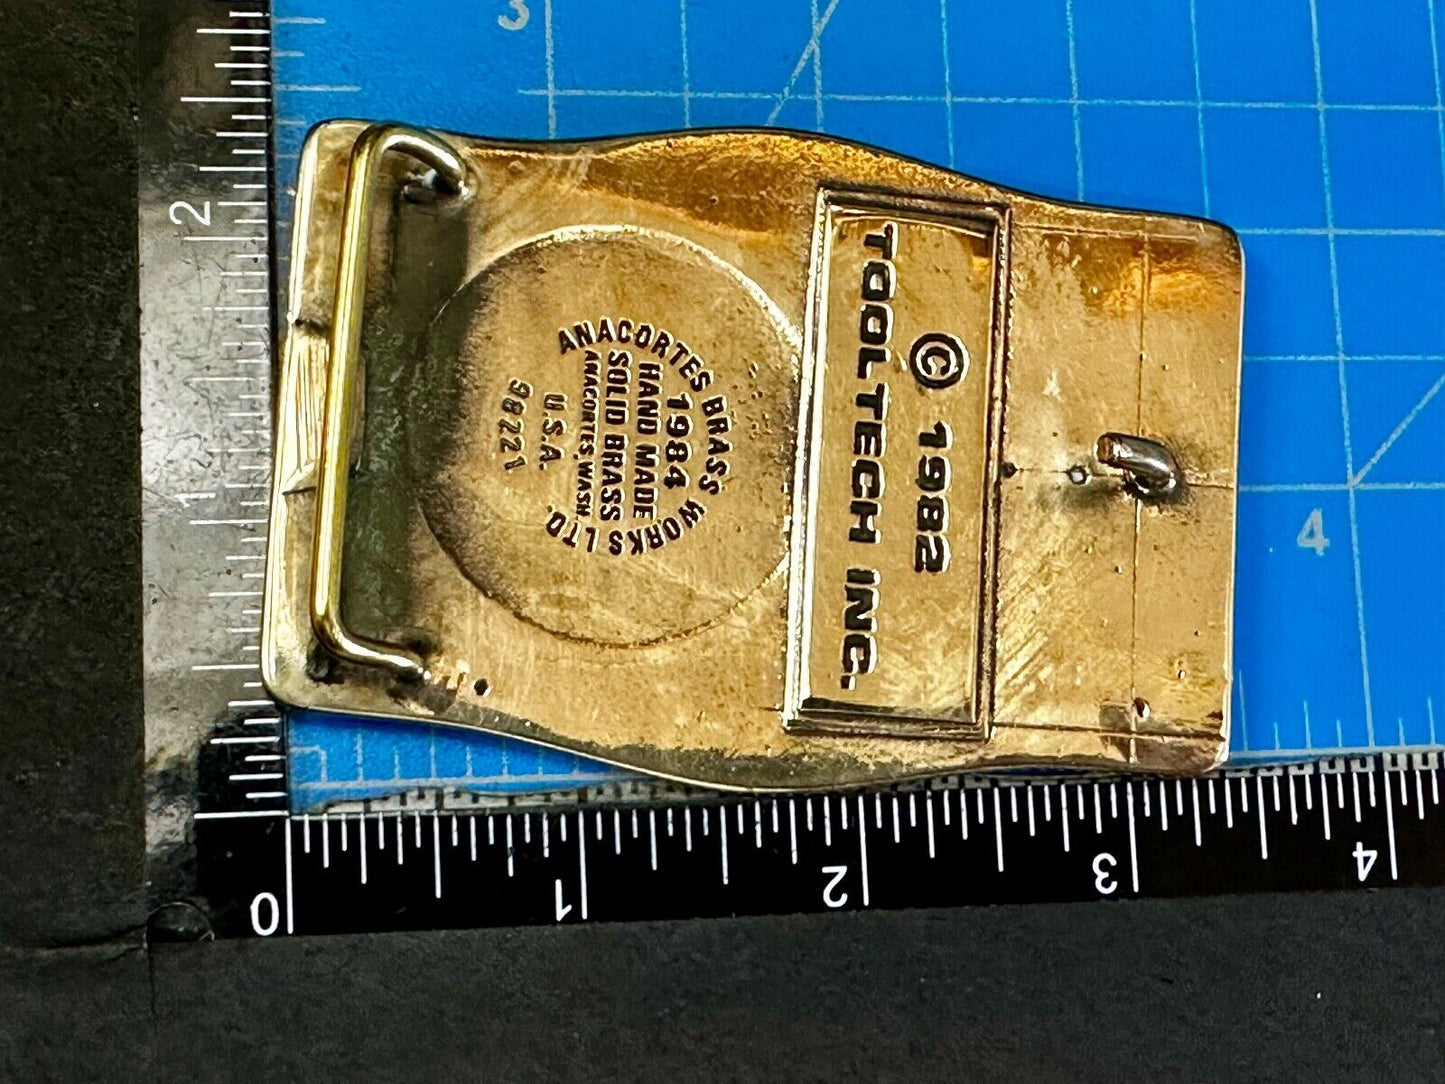 © 1982
TOOLTECH INC.
ANACORTES BRASS WORKS LTD.
1984
HAND MADE
SOLID BRASS
ANACORTES, WASH
U.S.A.
98221
3
4
2
1
0
1
2
3
4